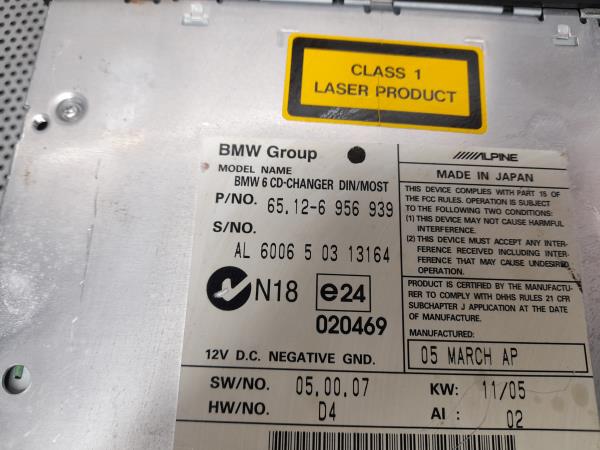 CLASS 1
LASER PRODUCT
BMW Group
MODEL NAME
BMW 6 CD-CHANGER DIN/MOST
P/NO. 65.12-6 956 939
S/NO.
AL 6006 5 03 13164
N18 e24
020469
12V D.C. NEGATIVE GND.
ALPINE
MADE IN JAPAN
THIS DEVICE COMPLIES WITH PART 15 OF
THE FCC RULES. OPERATION IS SUBJECT
TO THE FOLLOWING TWO CONDITIONS:
(1) THIS DEVICE MAY NOT CAUSE HARMFUL
INTERFERENCE.
(2) THIS DEVICE MUST ACCEPT ANY INTER-
FERENCE RECEIVED INCLUDING INTER-
FERENCE THAT MAY CAUSE UNDESIRED
OPERATION.
PRODUCT IS CERTIFIED BY THE MANUFACTU-
RER TO COMPLY WITH DHHS RULES 21 CFR
SUBCHAPTER J APPLICATION AT THE DATE
OF MANUFACTURE.
MANUFACTURED:
05 MARCH AP
SW/NO. 05.00.07 KW: 11/05
HW/NO. D4 AI : 02